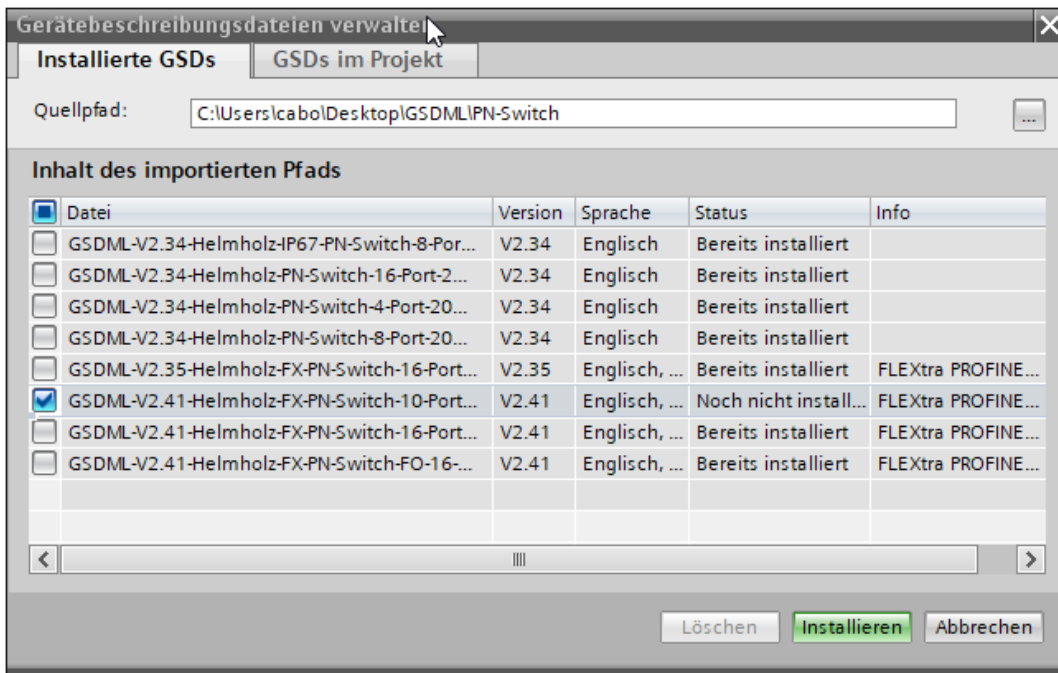 Gerätebeschreibungsdateien verwalten
Installierte GSDs GSDs im Projekt
Quellpfad: C:\Users\cabo\Desktop\GSDML\PN-Switch ...
Inhalt des importierten Pfads
Datei Version Sprache Status Info
GSDML-V2.34-Helmholz-IP67-PN-Switch-8-Por... V2.34 Englisch Bereits installiert
GSDML-V2.34-Helmholz-PN-Switch-16-Port-2... V2.34 Englisch Bereits installiert
GSDML-V2.34-Helmholz-PN-Switch-4-Port-20... V2.34 Englisch Bereits installiert
GSDML-V2.34-Helmholz-PN-Switch-8-Port-20... V2.34 Englisch Bereits installiert
GSDML-V2.35-Helmholz-FX-PN-Switch-16-Port... V2.35 Englisch, ... Bereits installiert FLEXtra PROFINE...
GSDML-V2.41-Helmholz-FX-PN-Switch-10-Port... V2.41 Englisch, ... Noch nicht install... FLEXtra PROFINE...
GSDML-V2.41-Helmholz-FX-PN-Switch-16-Port... V2.41 Englisch, ... Bereits installiert FLEXtra PROFINE...
GSDML-V2.41-Helmholz-FX-PN-Switch-FO-16-... V2.41 Englisch, ... Bereits installiert FLEXtra PROFINE...
Löschen Installieren Abbrechen